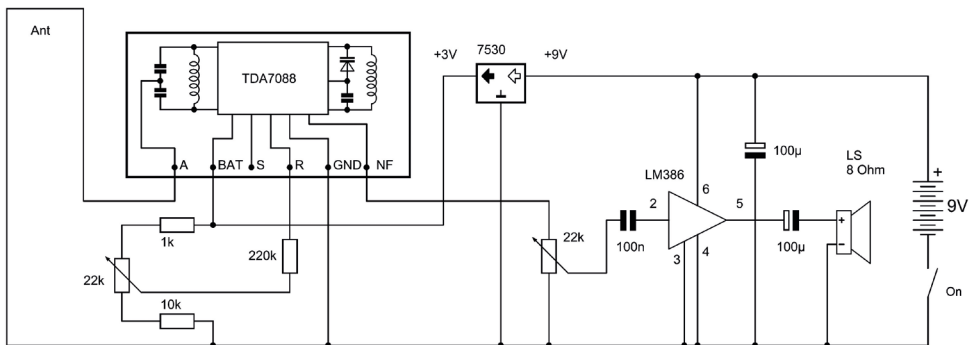 Ant
+3V
7530
+9V
TDA7088
A
BAT
S
R
GND
NF
100µ
LS
8 Ohm
LM386
6
+
9V
1k
2
5
+
-
22k
220k
22k
100n
3
4
100µ
10k
On